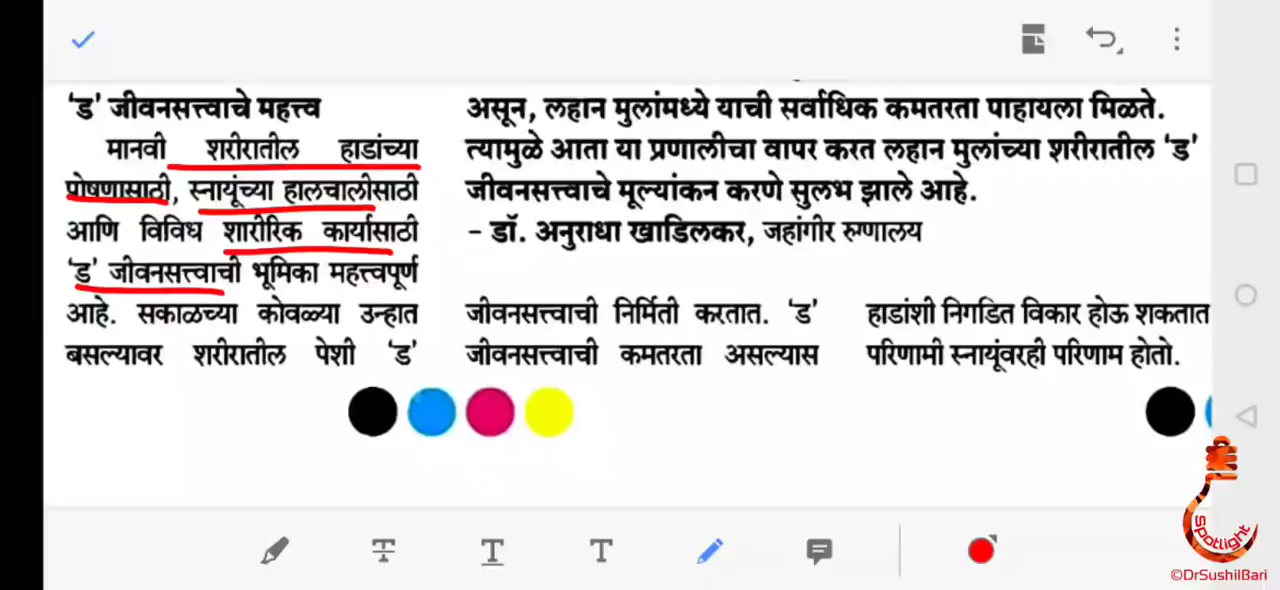 ‘ड’ जीवनसत्त्वाचे महत्त्व
मानवी शरीरातील हाडांच्या
पोषणासाठी, स्नायूंच्या हालचालीसाठी
आणि विविध शारीरिक कार्यासाठी
‘ड’ जीवनसत्त्वाची भूमिका महत्त्वपूर्ण
आहे. सकाळच्या कोवळ्या उन्हात
बसल्यावर शरीरातील पेशी ‘ड’
असून, लहान मुलांमध्ये याची सर्वाधिक कमतरता पाहायला मिळते.
त्यामुळे आता या प्रणालीचा वापर करत लहान मुलांच्या शरीरातील ‘ड’
जीवनसत्त्वाचे मूल्यांकन करणे सुलभ झाले आहे.
- डॉ. अनुराधा खाडिलकर, जहांगीर रुग्णालय
जीवनसत्त्वाची निर्मिती करतात. ‘ड’
जीवनसत्त्वाची कमतरता असल्यास
हाडांशी निगडित विकार होऊ शकतात
परिणामी स्नायूंवरही परिणाम होतो.
T
T
T
Spotlight
©DrSushilBari